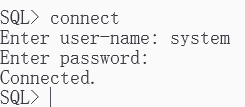 SQL> connect
Enter user-name: system
Enter password:
Connected.
SQL>